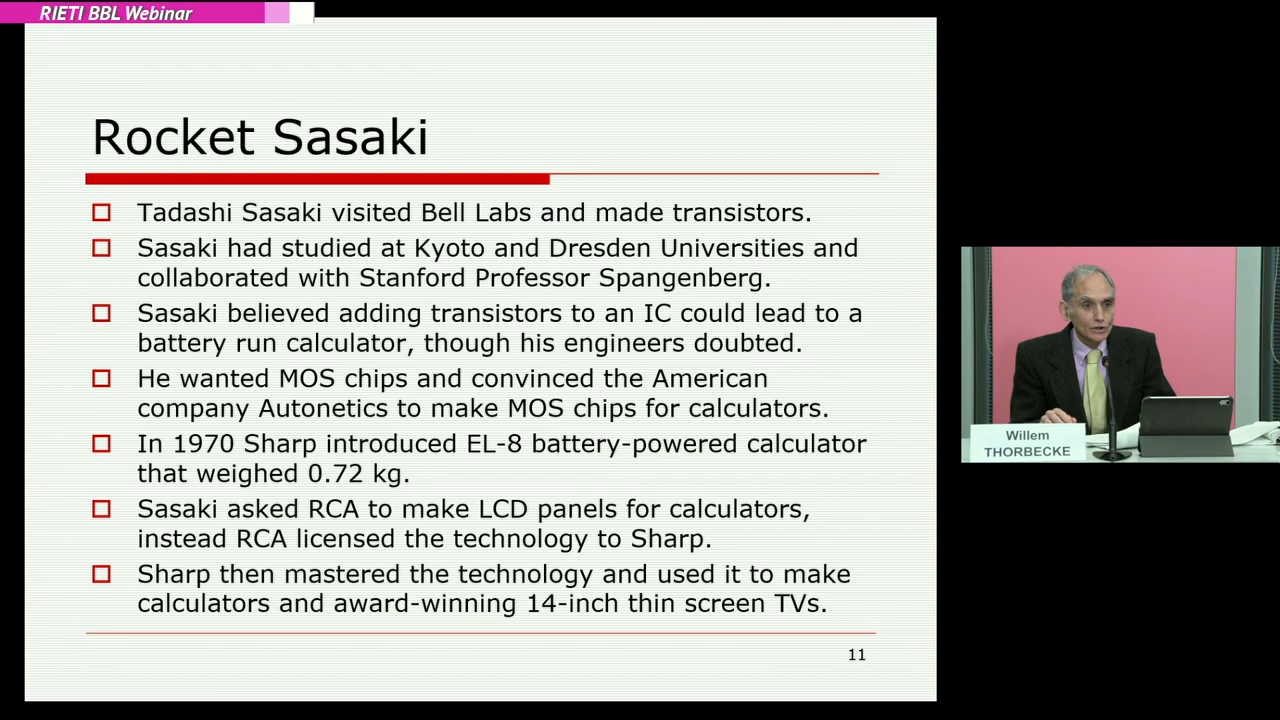 RIETI BBL Webinar
Rocket Sasaki
Tadashi Sasaki visited Bell Labs and made transistors.
Sasaki had studied at Kyoto and Dresden Universities and
collaborated with Stanford Professor Spangenberg.
Sasaki believed adding transistors to an IC could lead to a
battery run calculator, though his engineers doubted.
He wanted MOS chips and convinced the American
company Autonetics to make MOS chips for calculators.
In 1970 Sharp introduced EL-8 battery-powered calculator
that weighed 0.72 kg.
Sasaki asked RCA to make LCD panels for calculators,
instead RCA licensed the technology to Sharp.
Sharp then mastered the technology and used it to make
calculators and award-winning 14-inch thin screen TVs.
11
Willem
THORBECKE